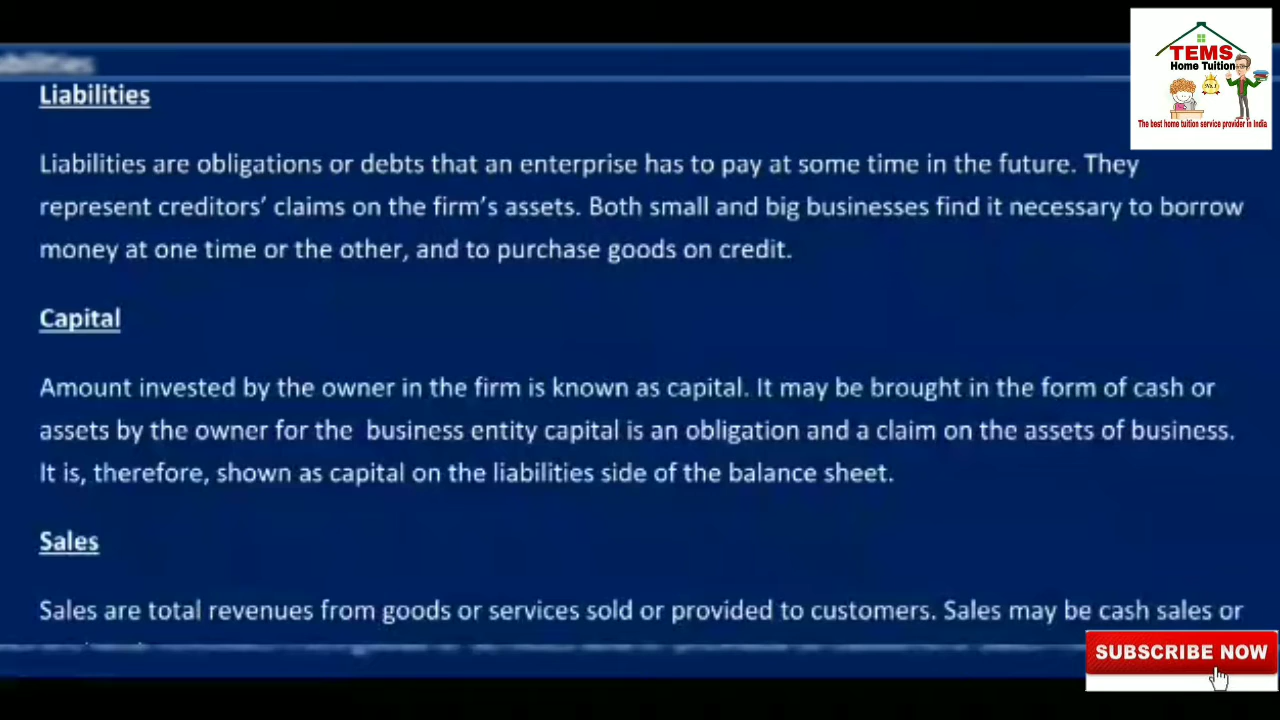 TEMS
Home Tuition
No.1
The best home tuition service provider in India
Liabilities
Liabilities are obligations or debts that an enterprise has to pay at some time in the future. They
represent creditors’ claims on the firm’s assets. Both small and big businesses find it necessary to borrow
money at one time or the other, and to purchase goods on credit.
Capital
Amount invested by the owner in the firm is known as capital. It may be brought in the form of cash or
assets by the owner for the business entity capital is an obligation and a claim on the assets of business.
It is, therefore, shown as capital on the liabilities side of the balance sheet.
Sales
Sales are total revenues from goods or services sold or provided to customers. Sales may be cash sales or
SUBSCRIBE NOW